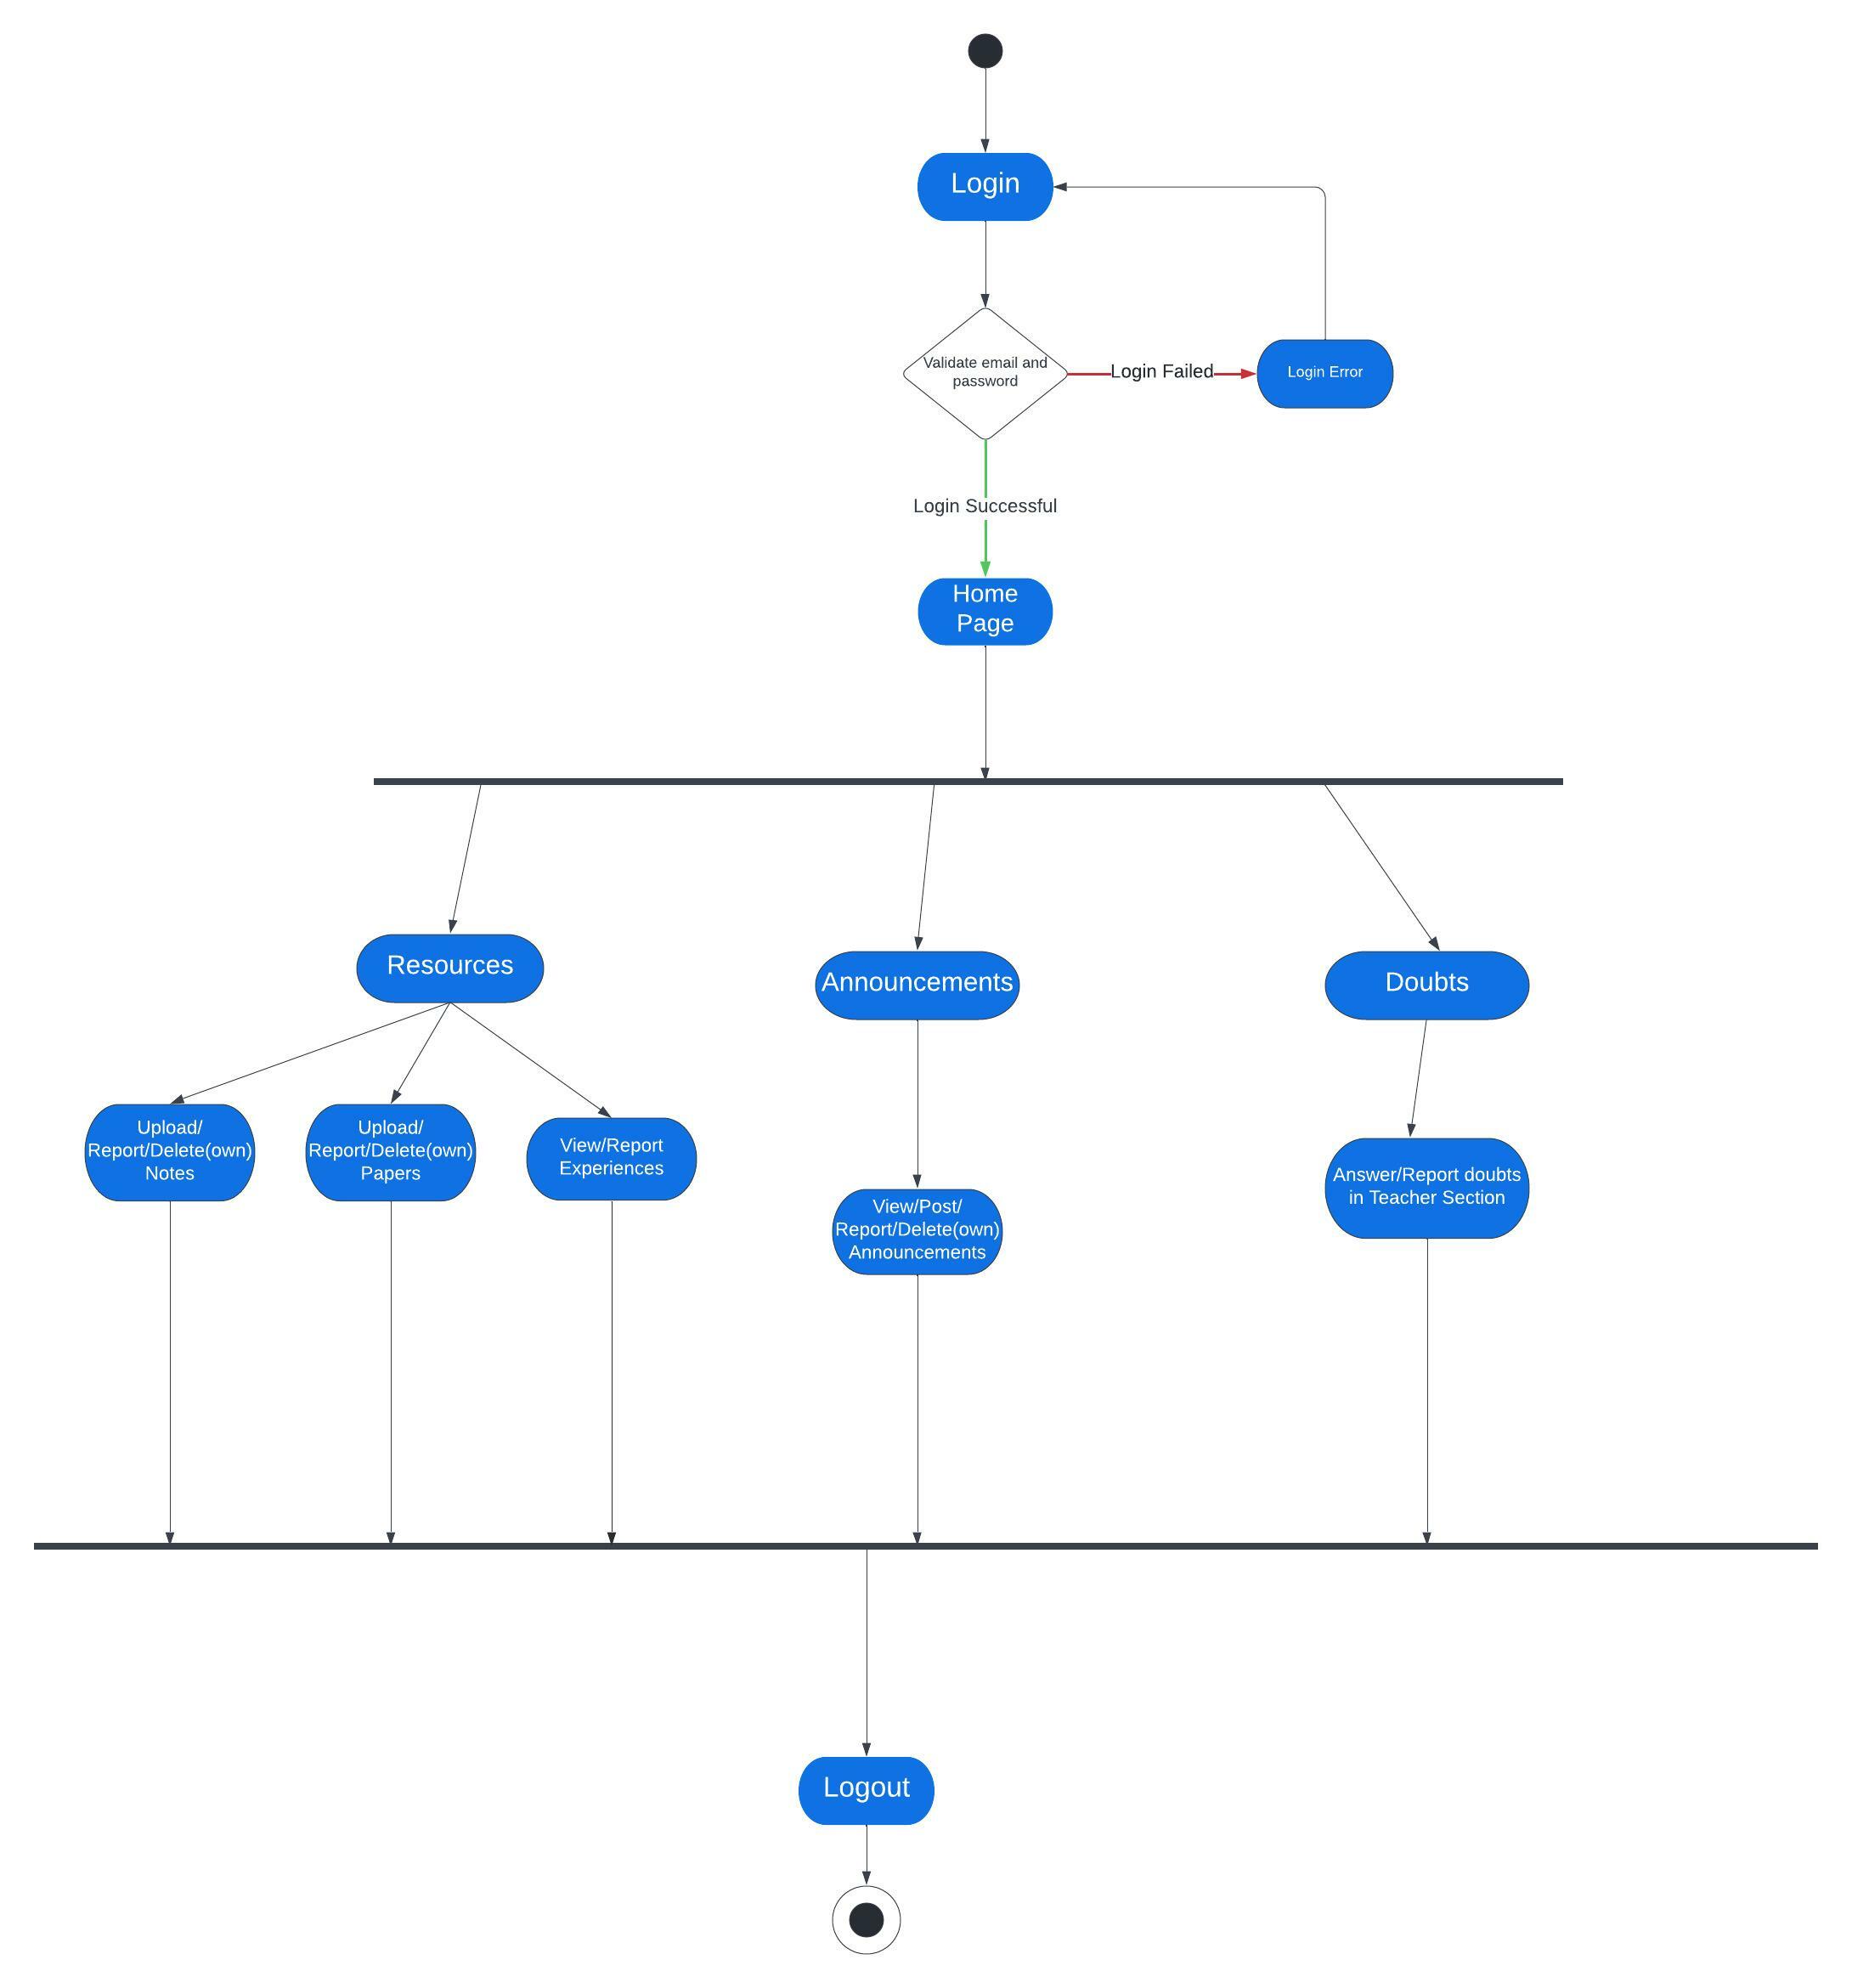 Login
Validate email and
password
Login Failed
Login Error
Login Successful
Home
Page
Resources
Announcements
Doubts
Upload/
Report/Delete(own)
Notes
Upload/
Report/Delete(own)
Papers
View/Report
Experiences
View/Post/
Report/Delete(own)
Announcements
Answer/Report doubts
in Teacher Section
Logout